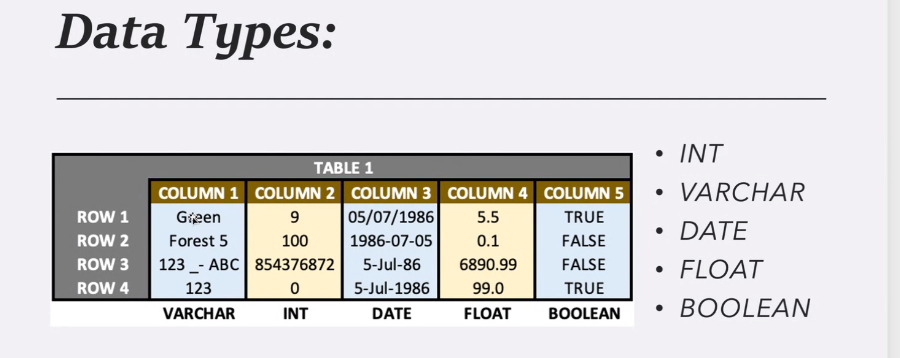 Data Types:
TABLE 1
COLUMN 1 COLUMN 2 COLUMN 3 COLUMN 4 COLUMN 5
ROW 1 Green 9 05/07/1986 5.5 TRUE
ROW 2 Forest 5 100 1986-07-05 0.1 FALSE
ROW 3 123 _- ABC 854376872 5-Jul-86 6890.99 FALSE
ROW 4 123 0 5-Jul-1986 99.0 TRUE
VARCHAR INT DATE FLOAT BOOLEAN
• INT
• VARCHAR
• DATE
• FLOAT
• BOOLEAN